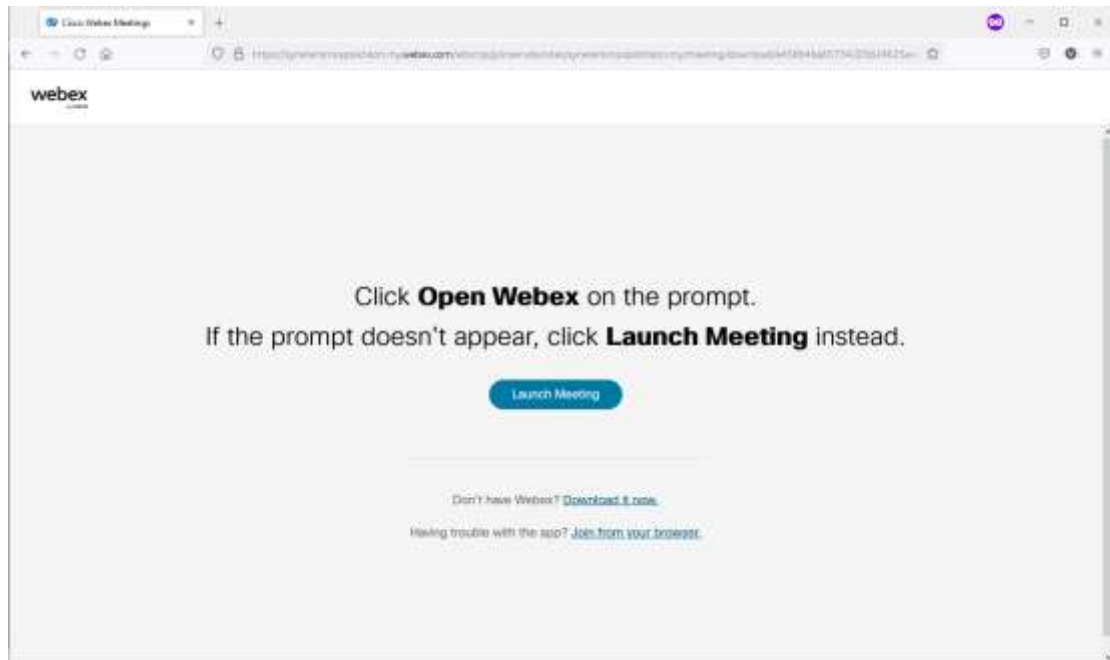 Cisco Webex Meetings
webex
Click Open Webex on the prompt.
If the prompt doesn't appear, click Launch Meeting instead.
Launch Meeting
Don't have Webex? Download it now.
Having trouble with the app? Join from your browser.